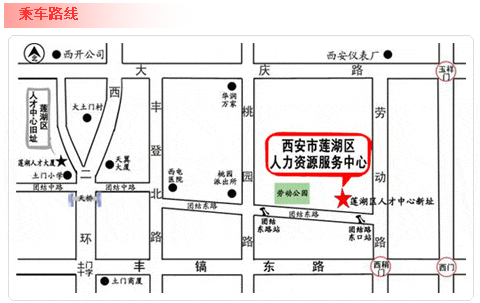 乘车路线
北
西开公司
西安仪表厂
玉祥门
大庆路
莲湖区
人才中心旧址
西二环
大土门村
丰登北路
华润万家
桃园路
劳动路
西安市莲湖区
人力资源服务中心
莲湖人才大厦
天翼大厦
土门小学
西电医院
桃园派出所
劳动公园
莲湖区人才中心新址
团结中路
团结中路
天桥
团结东路
团结东路站
团结东路
团结路东口站
土门十字
丰镐东路
西稍门
西门
土门商厦